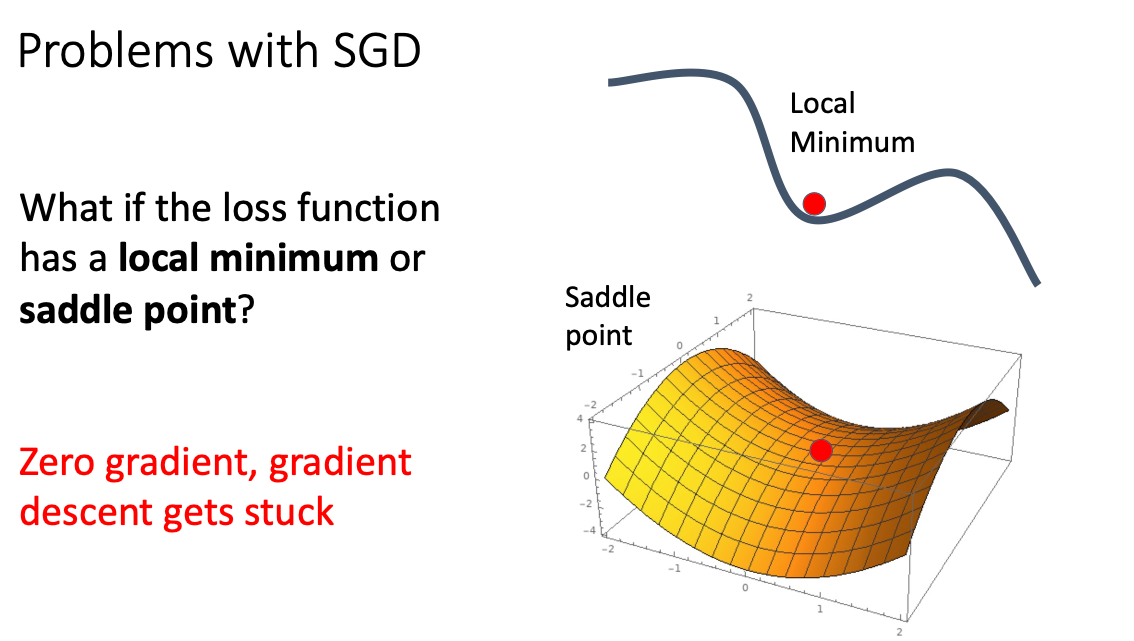 Problems with SGD
What if the loss function
has a local minimum or
saddle point?
Zero gradient, gradient
descent gets stuck
Local
Minimum
Saddle
point
2
1
0
−1
−2
4
2
0
−2
−4
−2
−1
0
1
2